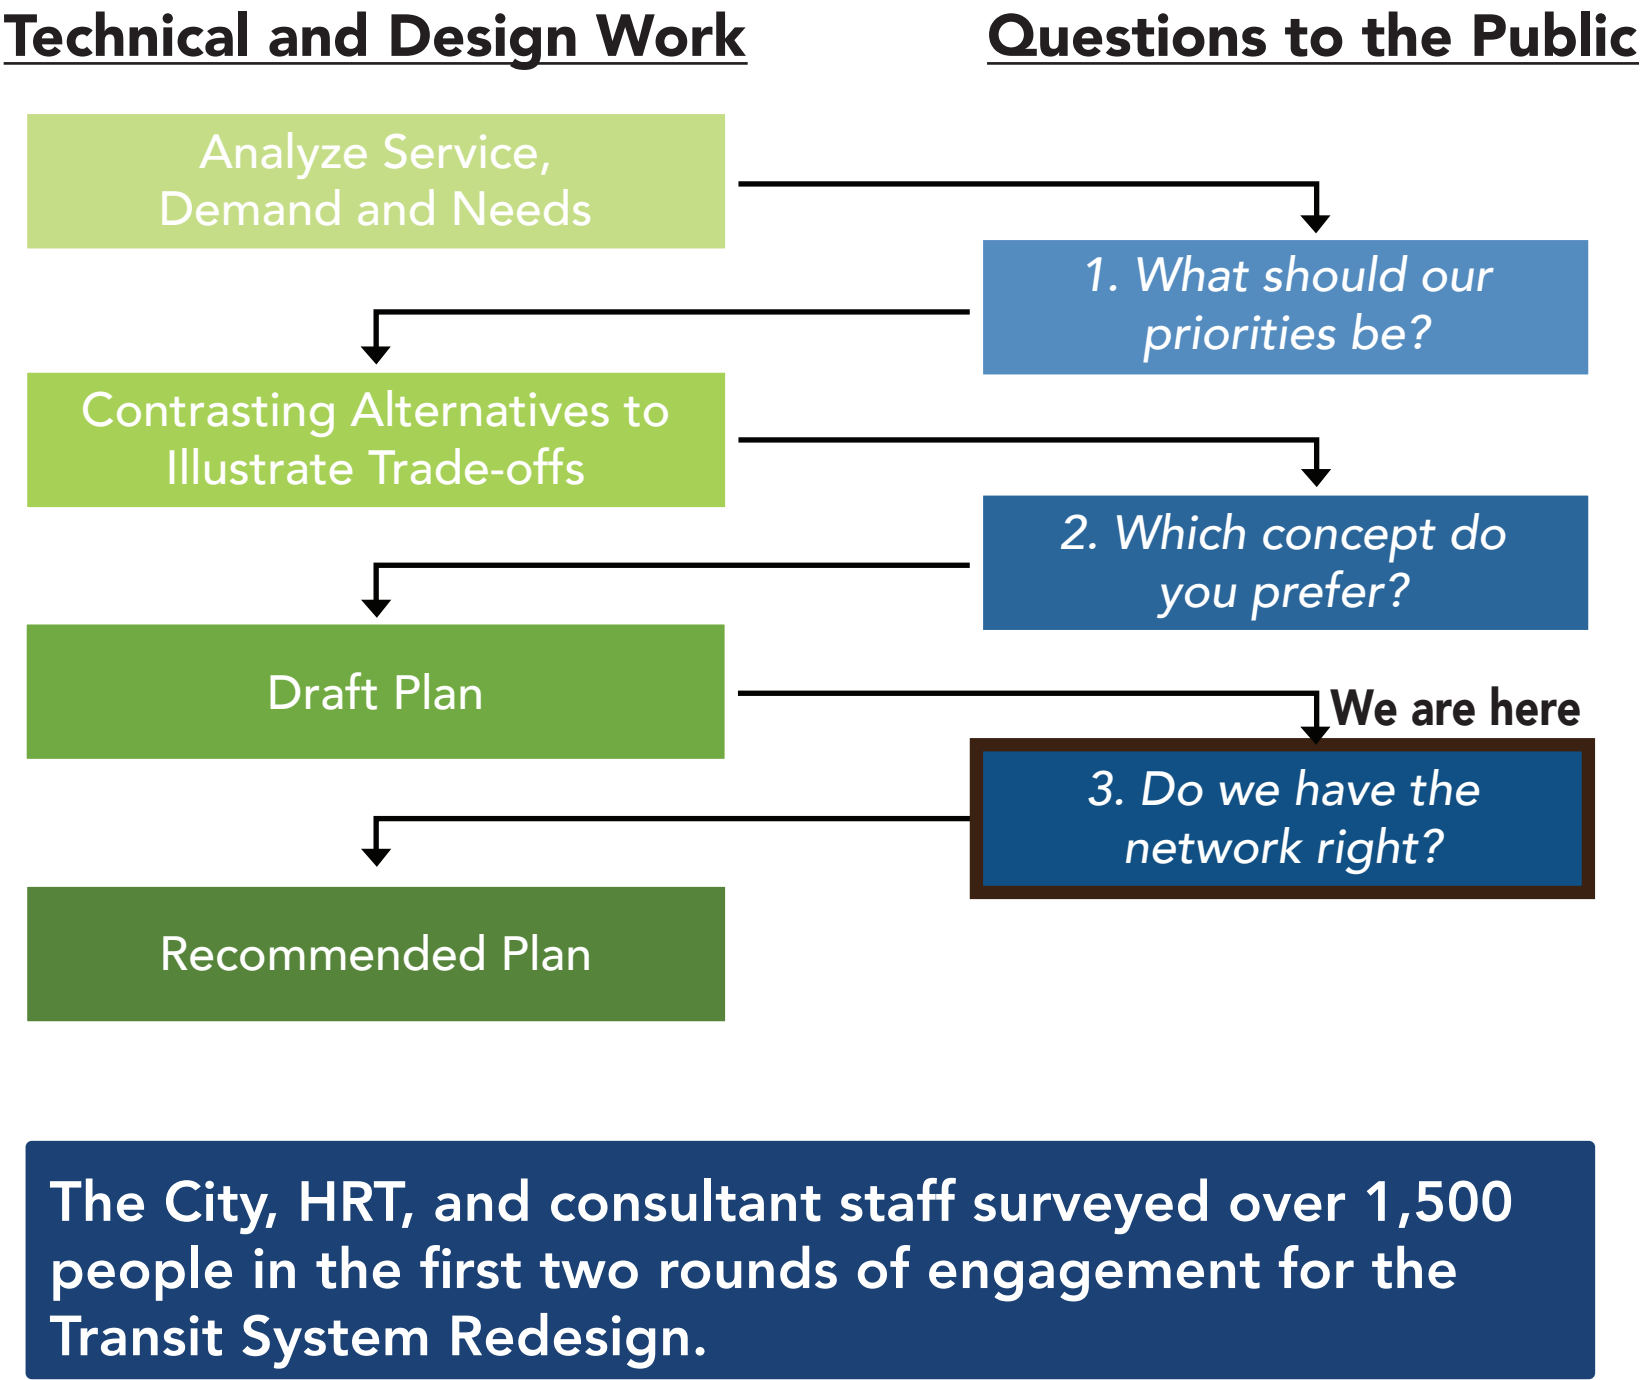 Technical and Design Work
Questions to the Public
Analyze Service,
Demand and Needs
1. What should our
priorities be?
Contrasting Alternatives to
Illustrate Trade-offs
2. Which concept do
you prefer?
Draft Plan
We are here
3. Do we have the
network right?
Recommended Plan
The City, HRT, and consultant staff surveyed over 1,500
people in the first two rounds of engagement for the
Transit System Redesign.